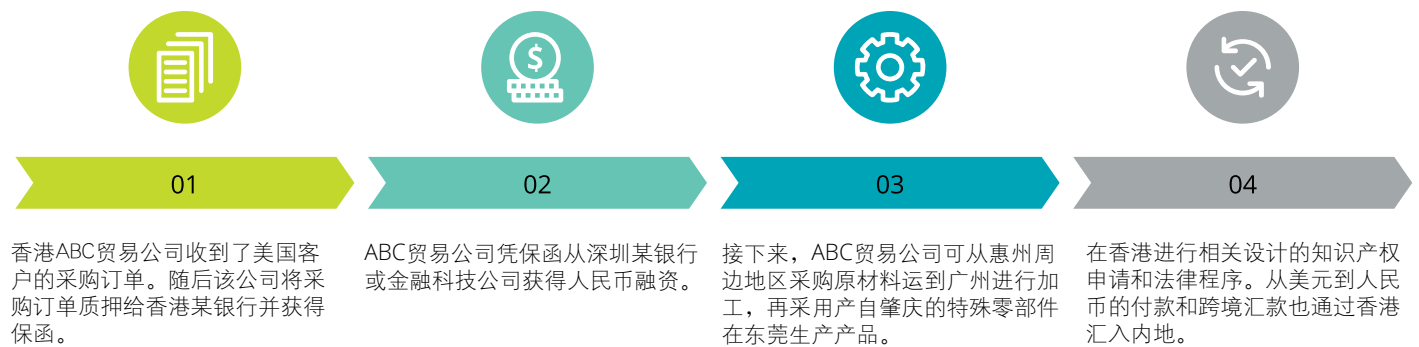 $
01
02
03
04
香港ABC贸易公司收到了美国客
户的采购订单。随后该公司将采
购订单质押给香港某银行并获得
保函。
ABC贸易公司凭保函从深圳某银行
或金融科技公司获得人民币融资。
接下来，ABC贸易公司可从惠州周
边地区采购原材料运到广州进行加
工，再采用产自肇庆的特殊零部件
在东莞生产产品。
在香港进行相关设计的知识产权
申请和法律程序。从美元到人民
币的付款和跨境汇款也通过香港
汇入内地。